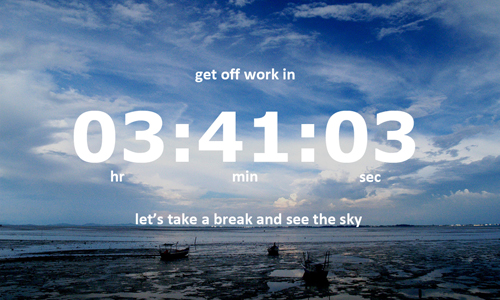 get off work in
03:41:03
hr min sec
let's take a break and see the sky